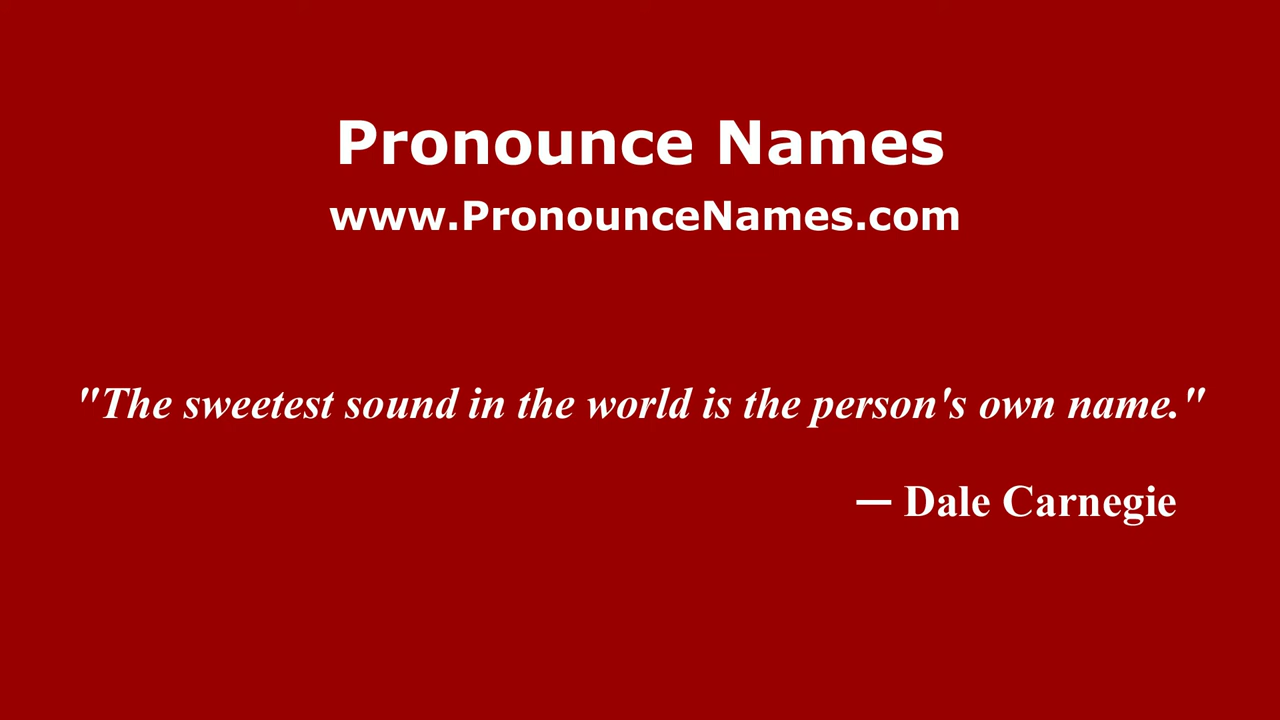 Pronounce Names
www.PronounceNames.com
"The sweetest sound in the world is the person's own name."
— Dale Carnegie